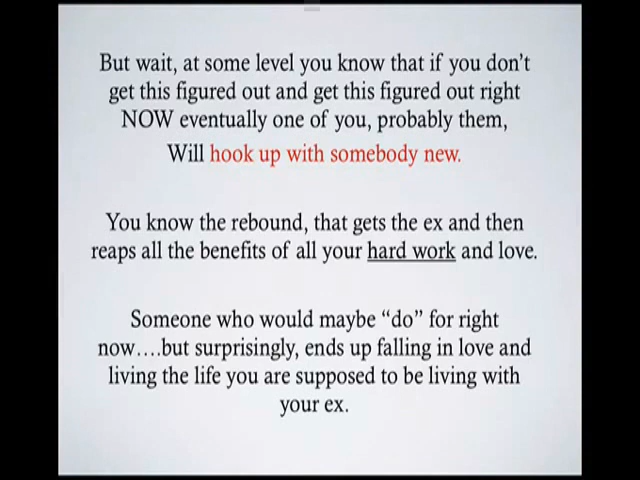 But wait, at some level you know that if you don’t
get this figured out and get this figured out right
NOW eventually one of you, probably them,
Will hook up with somebody new.
You know the rebound, that gets the ex and then
reaps all the benefits of all your hard work and love.
Someone who would maybe “do” for right
now….but surprisingly, ends up falling in love and
living the life you are supposed to be living with
your ex.